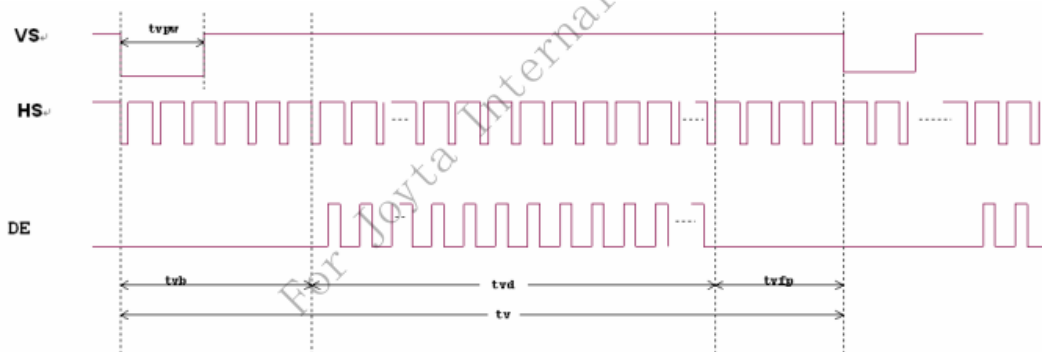 VS
tvpw
HS
DE
tvb
tvd
tvfp
tv
For Joyta Interna